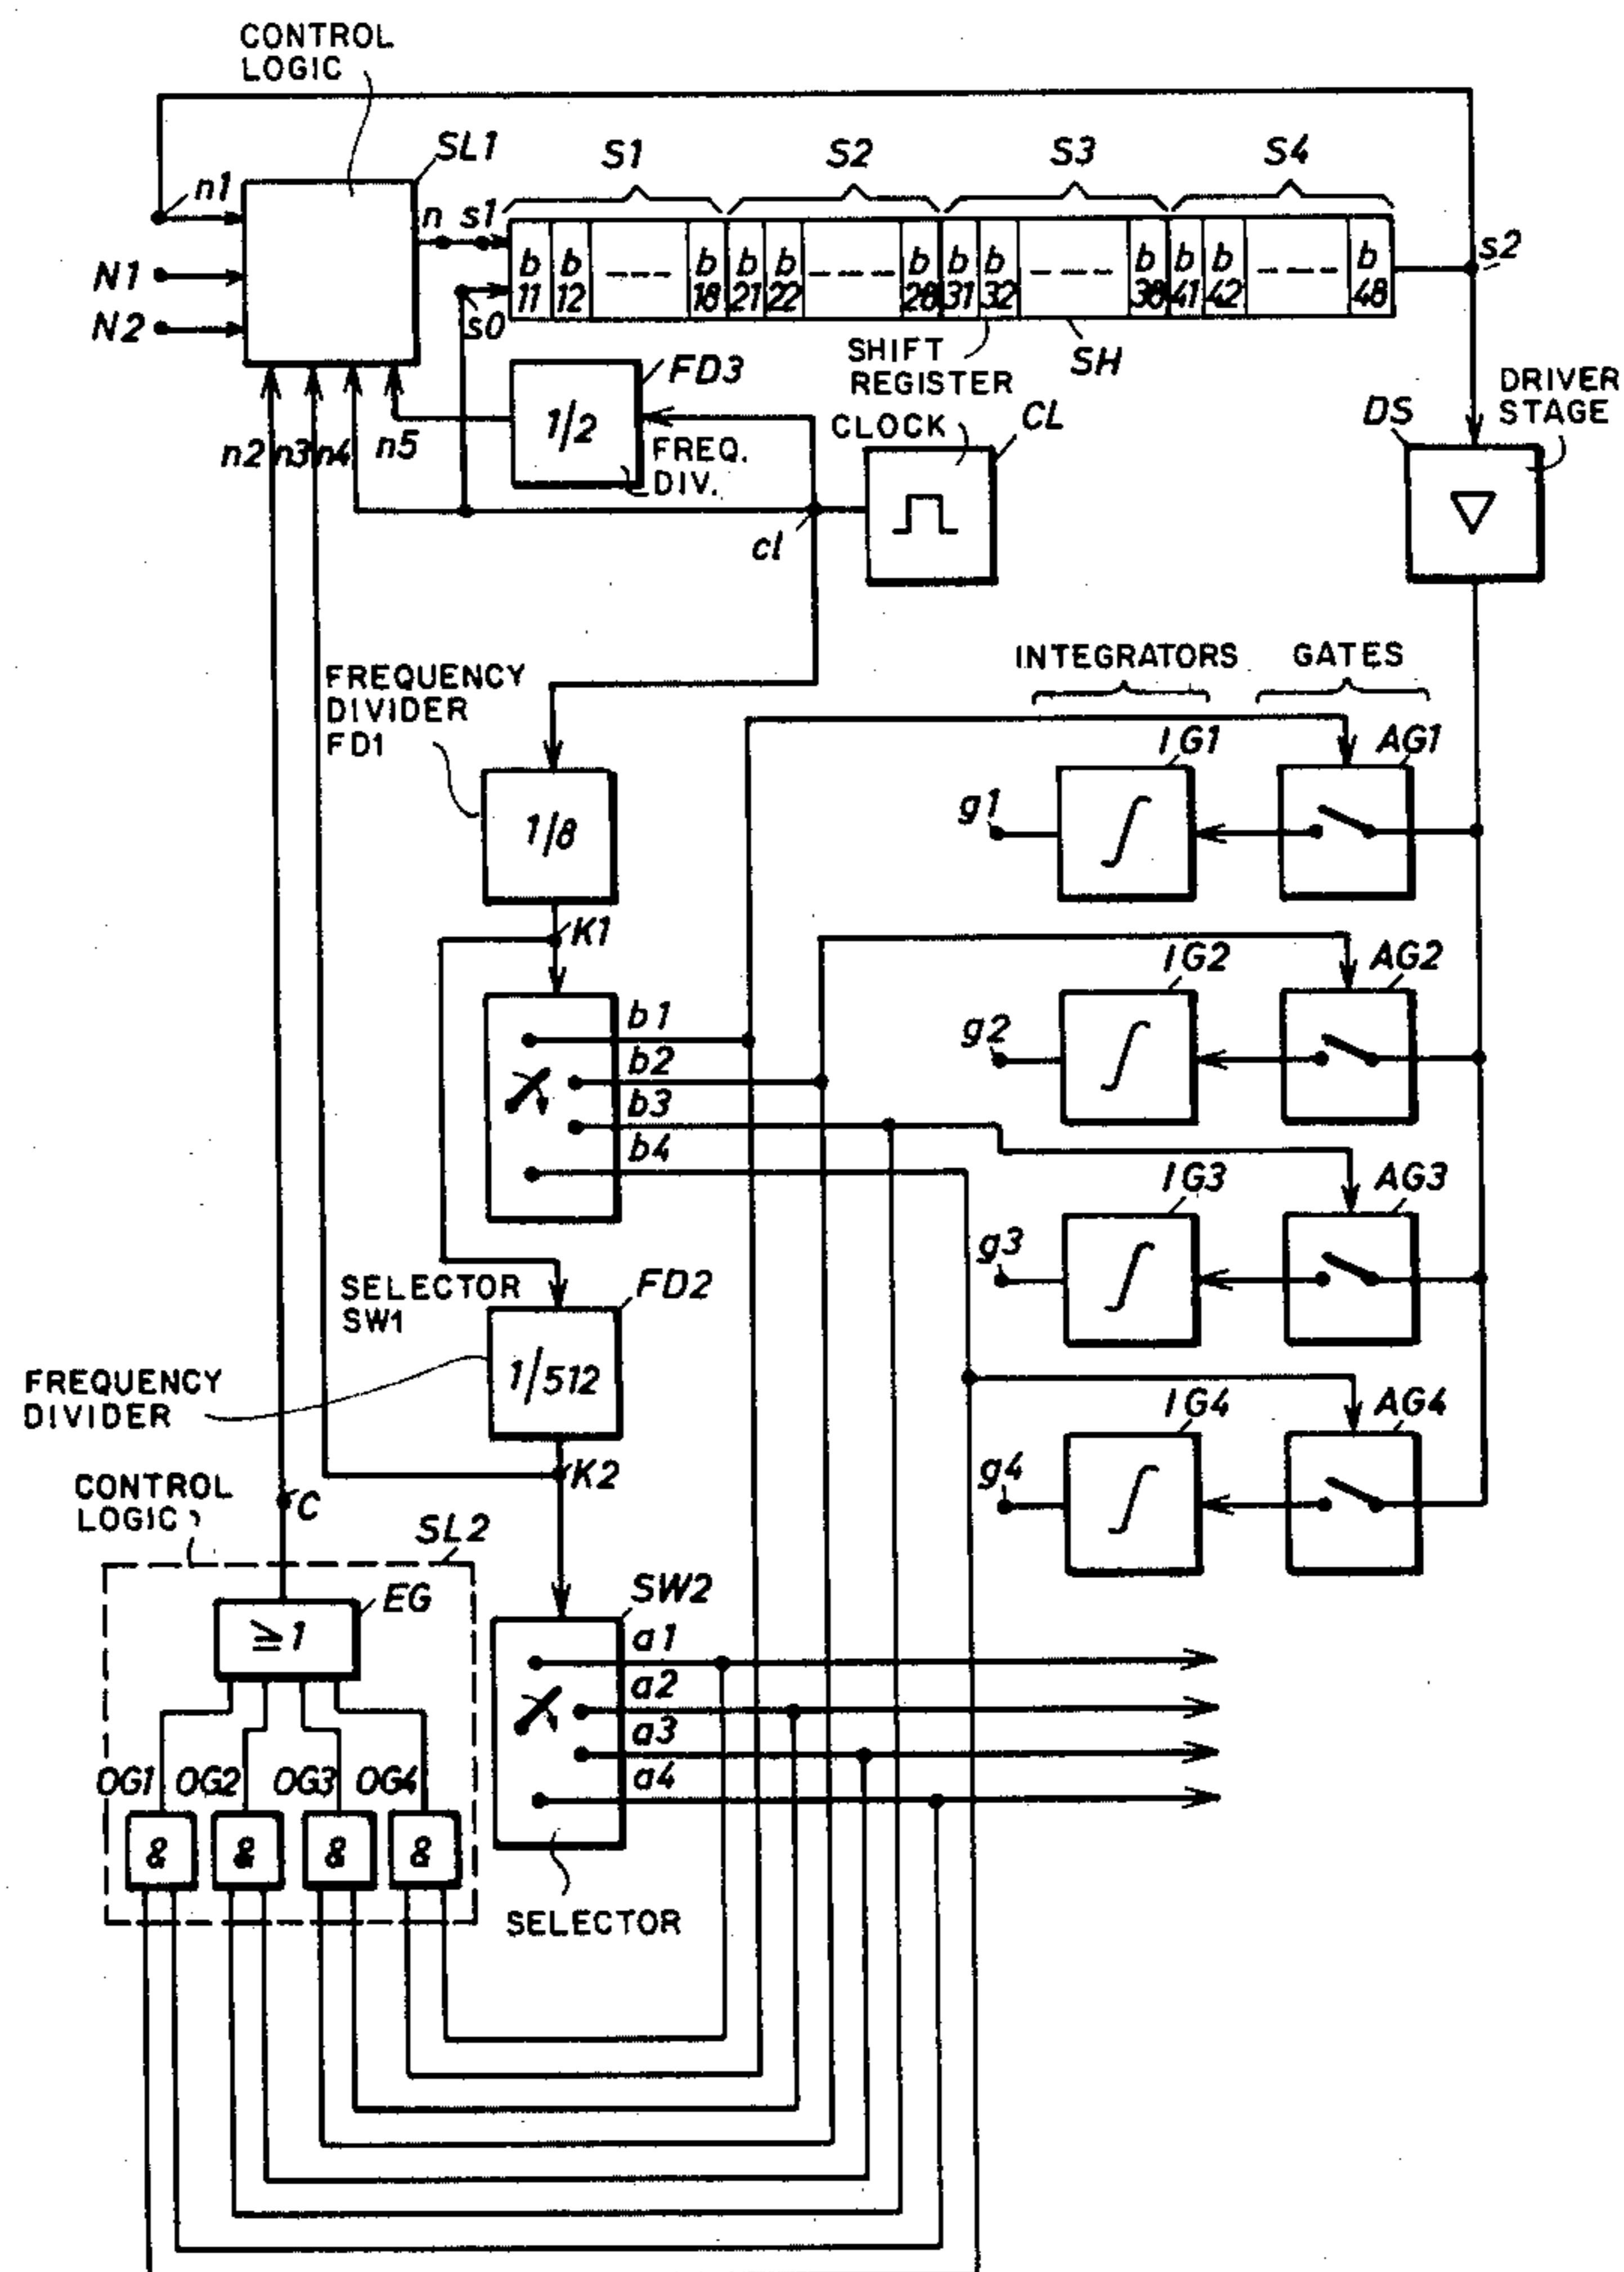 CONTROL
LOGIC
SL1
S1
S2
S3
S4
n1
n
s1
N1
N2
b
11
b
12
b
18
b
21
b
22
b
28
b
31
b
32
b
38
b
41
b
42
b
48
s2
s0
SHIFT
REGISTER
SH
FD3
1/2
FREQ.
DIV.
CLOCK
CL
DRIVER
STAGE
DS
n2
n3
n4
n5
cl
FREQUENCY
DIVIDER
FD1
INTEGRATORS
GATES
1/8
IG1
AG1
g1
K1
IG2
AG2
g2
b1
b2
b3
b4
IG3
AG3
g3
SELECTOR
SW1
FD2
1/512
FREQUENCY
DIVIDER
IG4
AG4
g4
K2
C
CONTROL
LOGIC
SL2
EG
≥1
SW2
a1
a2
a3
a4
OG1
OG2
OG3
OG4
&
&
&
&
SELECTOR